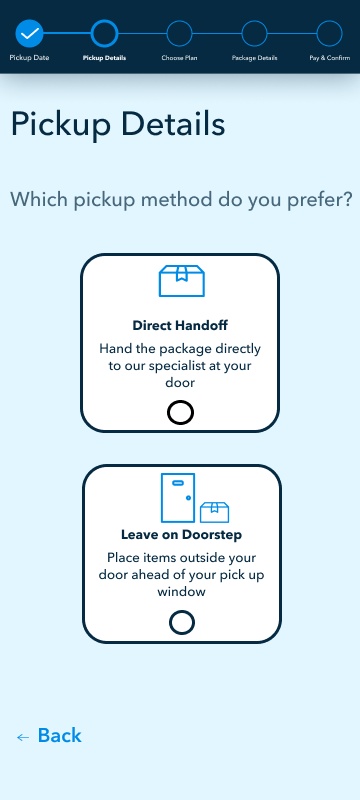 Pickup Date
Pickup Details
Choose Plan
Package Details
Pay & Confirm
Pickup Details
Which pickup method do you prefer?
Direct Handoff
Hand the package directly
to our specialist at your
door
Leave on Doorstep
Place items outside your
door ahead of your pick up
window
← Back